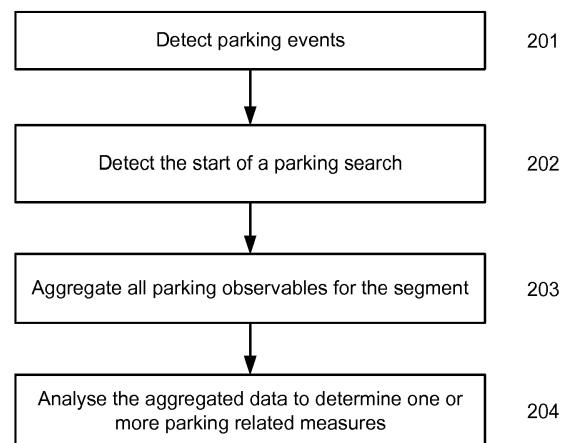 Detect parking events
201
Detect the start of a parking search
202
Aggregate all parking observables for the segment
203
Analyse the aggregated data to determine one or
more parking related measures
204